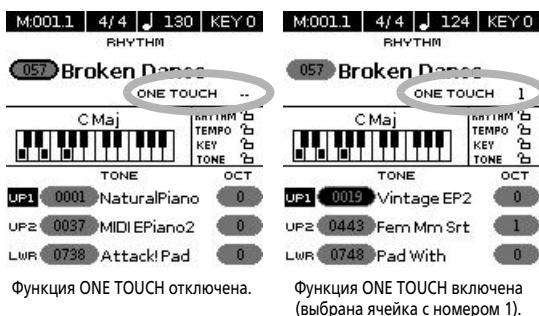 M:001.1 4/4 ♩ 130 KEY 0
RHYTHM
057 Broken Dance
ONE TOUCH --
C Maj
RHYTHM
TEMPO
KEY
TONE
TONE OCT
UP1 0001 NaturalPiano 0
UP2 0037 MIDI EPiano2 0
LWR 0738 Attack! Pad 0
Функция ONE TOUCH отключена.
M:001.1 4/4 ♩ 124 KEY 0
RHYTHM
057 Broken Dance
ONE TOUCH 1
C Maj
RHYTHM
TEMPO
KEY
TONE
TONE OCT
UP1 0019 Vintage EP2 0
UP2 0443 Fem Mm Srt 1
LWR 0748 Pad With 0
Функция ONE TOUCH включена
(выбрана ячейка с номером 1).